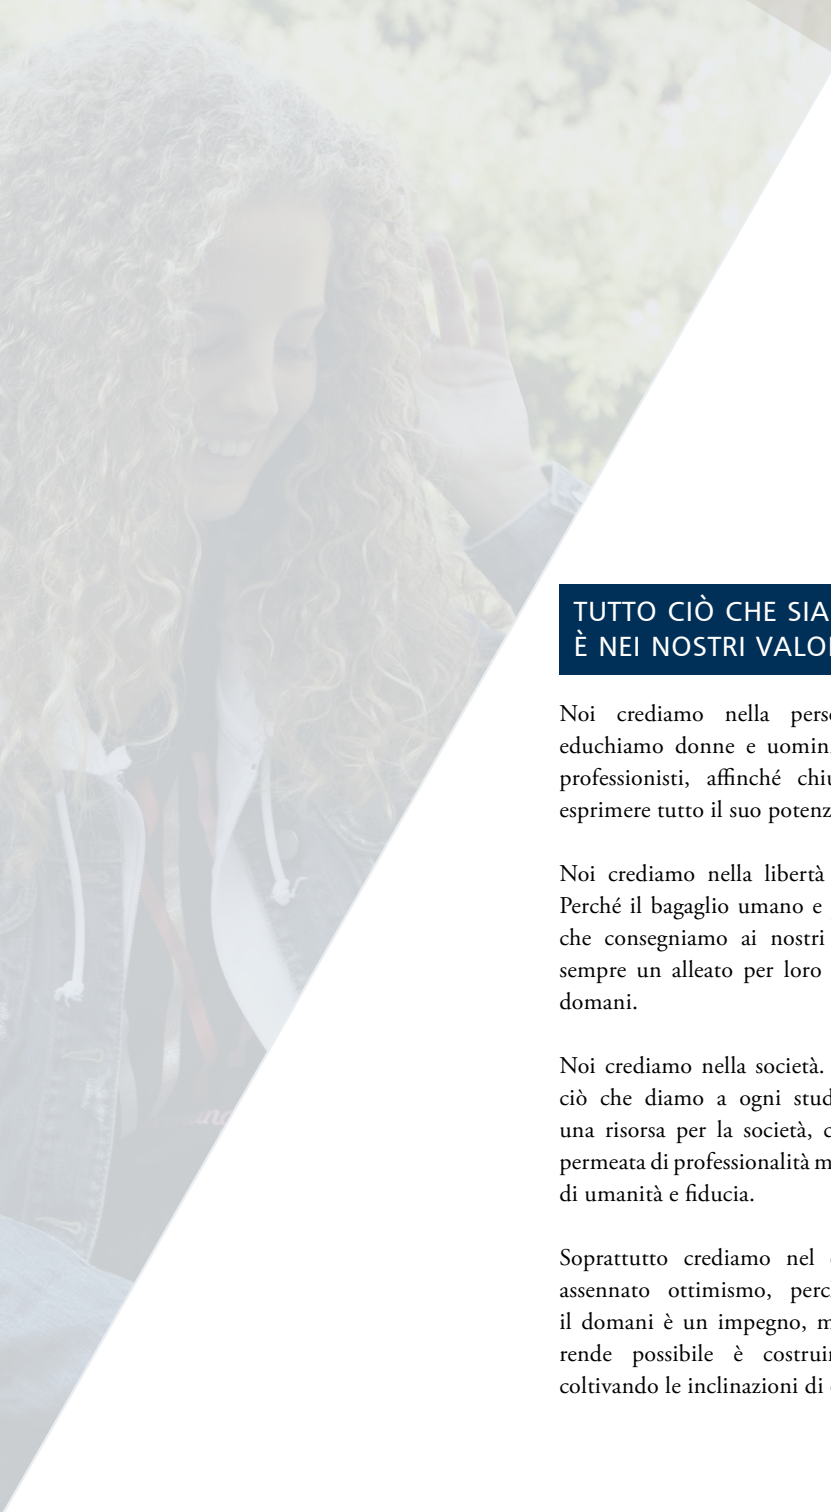 TUTTO CIÒ CHE SIA
È NEI NOSTRI VALO
Noi crediamo nella pers
educhiamo donne e uomin
professionisti, affinché chi
esprimere tutto il suo potenz
Noi crediamo nella libertà
Perché il bagaglio umano e
che consegniamo ai nostri
sempre un alleato per loro
domani.
Noi crediamo nella società.
ciò che diamo a ogni stud
una risorsa per la società,
permeata di professionalità m
di umanità e fiducia.
Soprattutto crediamo nel
assennato ottimismo, perc
il domani è un impegno, m
rende possibile è costrui
coltivando le inclinazioni di